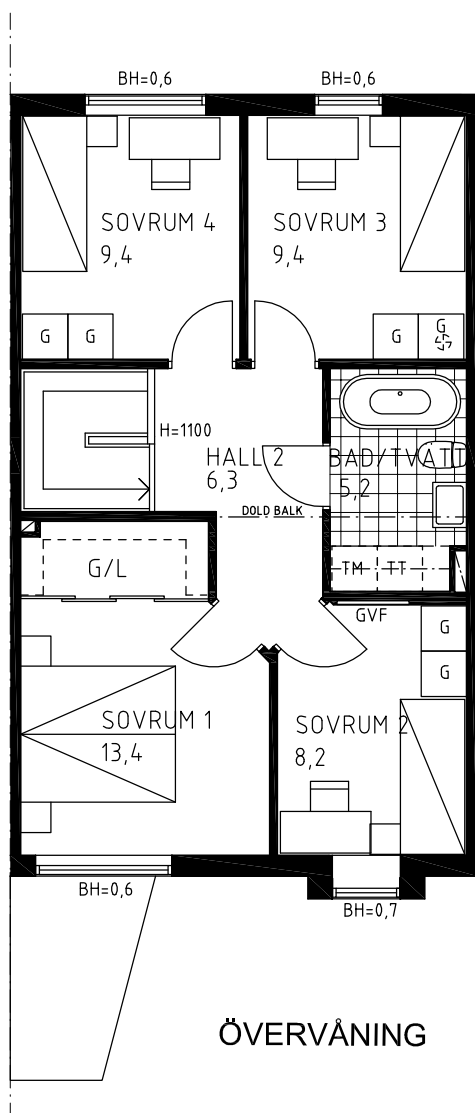 BH=0,6 BH=0,6
SOVRUM 4 SOVRUM 3
9,4 9,4
G G G G
H=1100
HALL 2 BAD/TVÄTT
6,3 5,2
DOLD BALK
G/L TM TT
GVF
G
G
SOVRUM 1 SOVRUM 2
13,4 8,2
BH=0,6
BH=0,7
ÖVERVÅNING